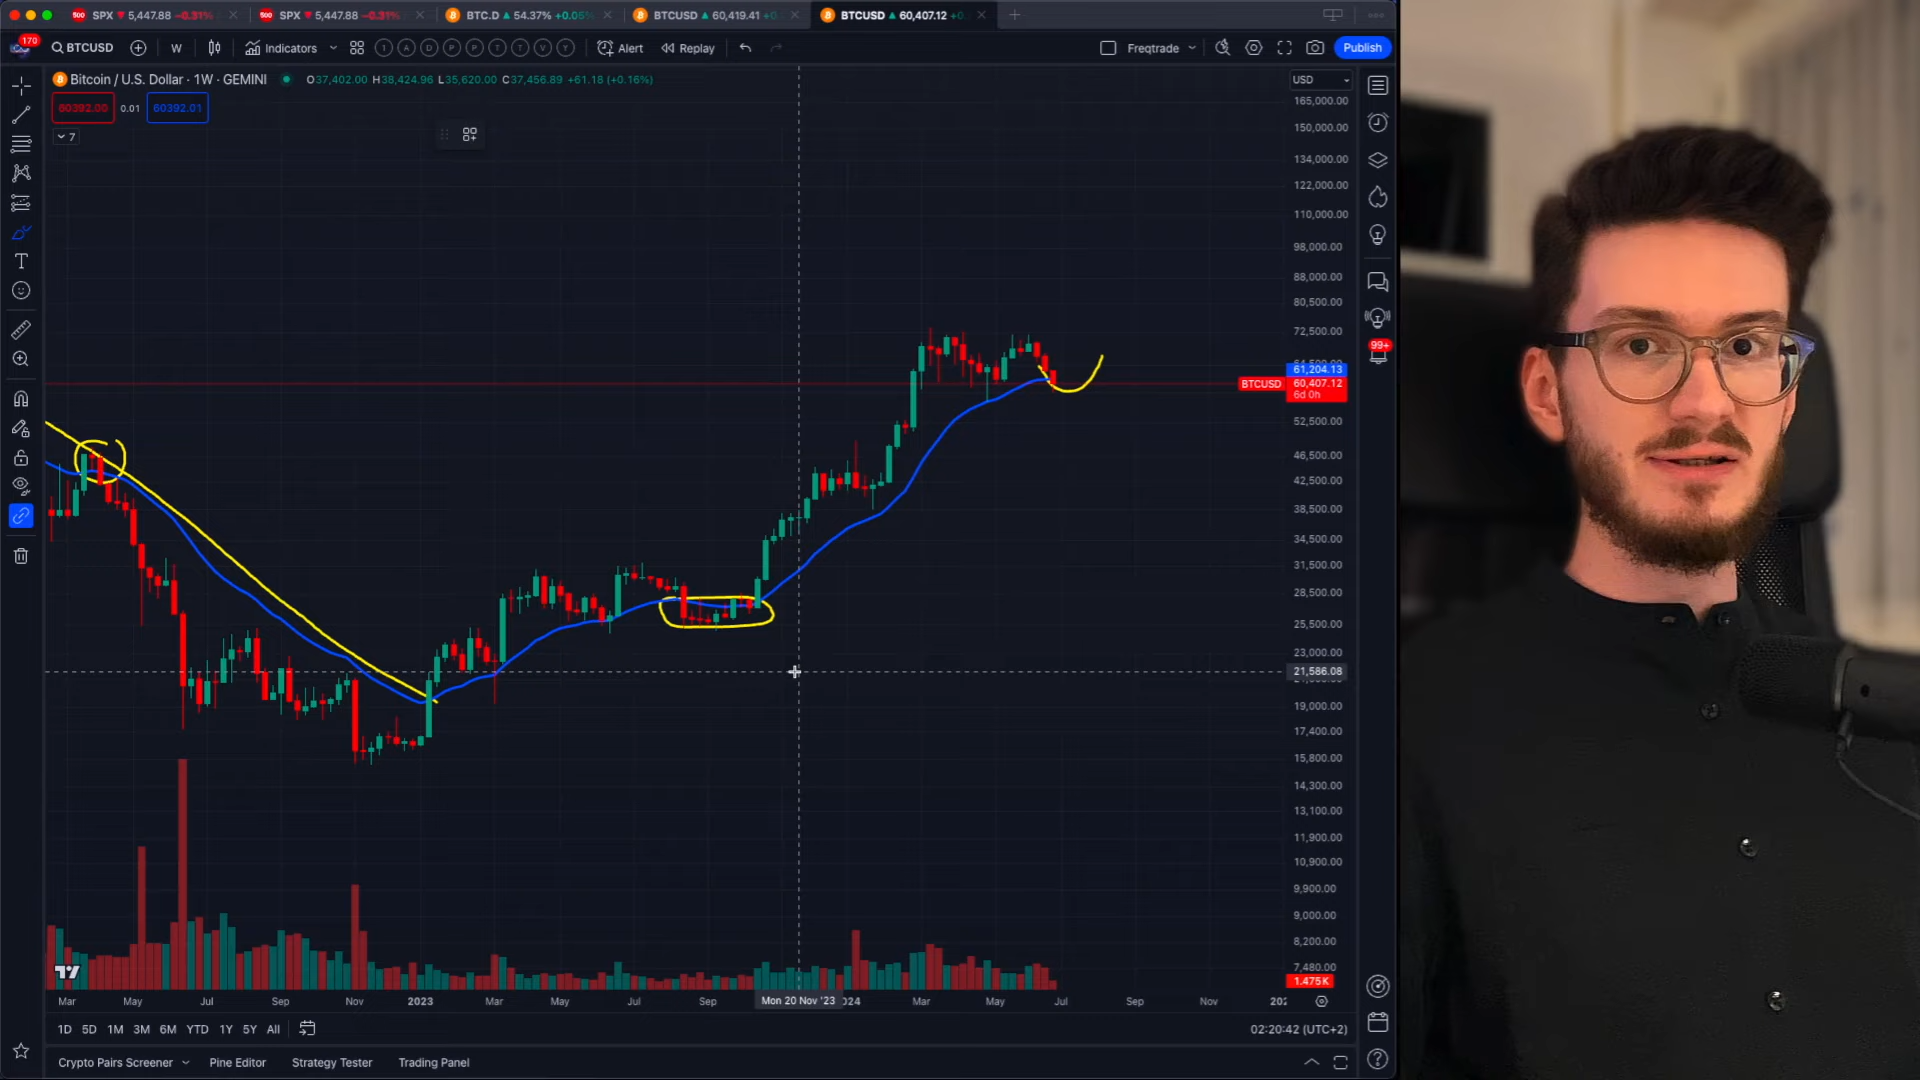 SPX ▼ 5,447.88 −0.31%
SPX ▼ 5,447.88 −0.31%
BTC.D ▲ 54.37% +0.05%
BTCUSD ▲ 60,419.41 +0
BTCUSD ▲ 60,407.12 +0
170
BTCUSD
W
Indicators
1 A D P P T T V Y
Alert
Replay
Freqtrade
Publish
Bitcoin / U.S. Dollar · 1W · GEMINI
O37,402.00 H38,424.96 L35,620.00 C37,456.89 +61.18 (+0.16%)
USD
60392.00
0.01
60392.01
7
165,000.00
150,000.00
134,000.00
122,000.00
110,000.00
98,000.00
88,000.00
80,500.00
72,500.00
61,204.13
BTCUSD
60,407.12
6d 0h
99+
52,500.00
46,500.00
42,500.00
38,500.00
34,500.00
31,500.00
28,500.00
25,500.00
23,000.00
21,586.08
19,000.00
17,400.00
15,800.00
14,300.00
13,100.00
11,900.00
10,900.00
9,900.00
9,000.00
8,200.00
7,480.00
1.475K
Mar May Jul Sep Nov 2023 Mar May Jul Sep Mon 20 Nov '23 024 Mar May Jul Sep Nov 202
1D 5D 1M 3M 6M YTD 1Y 5Y All
02:20:42 (UTC+2)
Crypto Pairs Screener
Pine Editor
Strategy Tester
Trading Panel